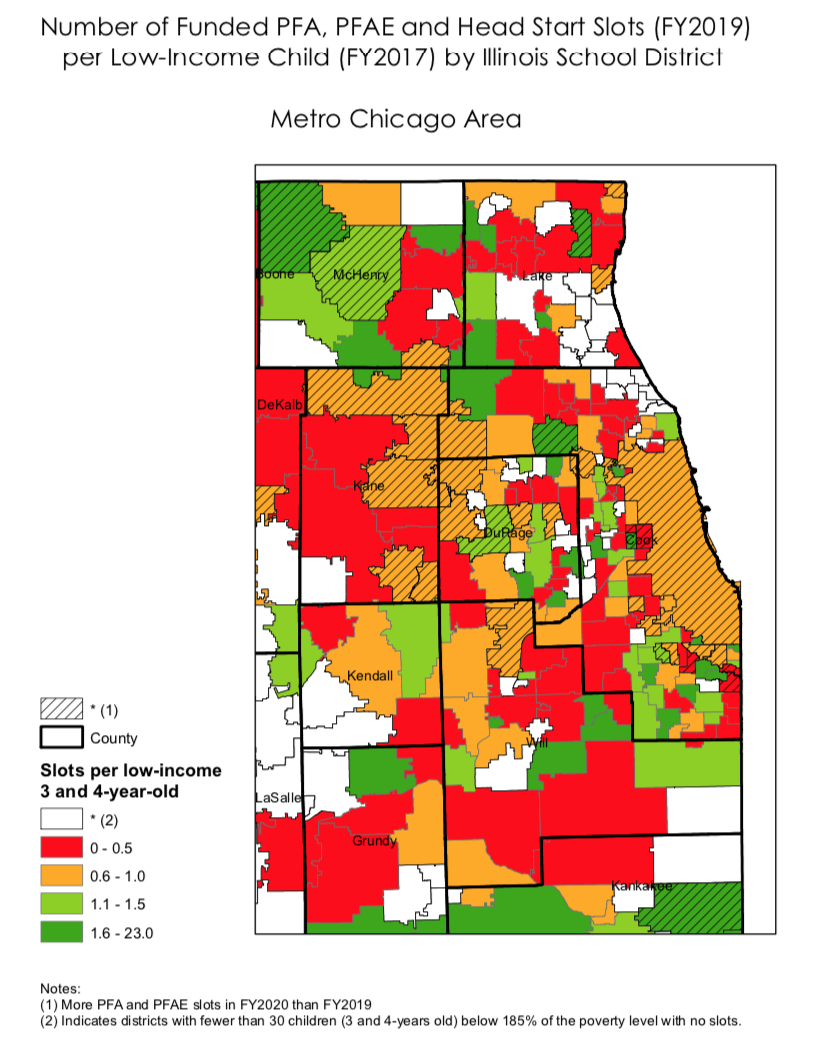 Number of Funded PFA, PFAE and Head Start Slots (FY2019)
per Low-Income Child (FY2017) by Illinois School District
Metro Chicago Area
Boone
McHenry
Lake
DeKalb
Kane
DuPage
Cook
Kendall
Will
LaSalle
Grundy
Kankakee
* (1)
County
Slots per low-income
3 and 4-year-old
* (2)
0 - 0.5
0.6 - 1.0
1.1 - 1.5
1.6 - 23.0
Notes:
(1) More PFA and PFAE slots in FY2020 than FY2019
(2) Indicates districts with fewer than 30 children (3 and 4-years old) below 185% of the poverty level with no slots.